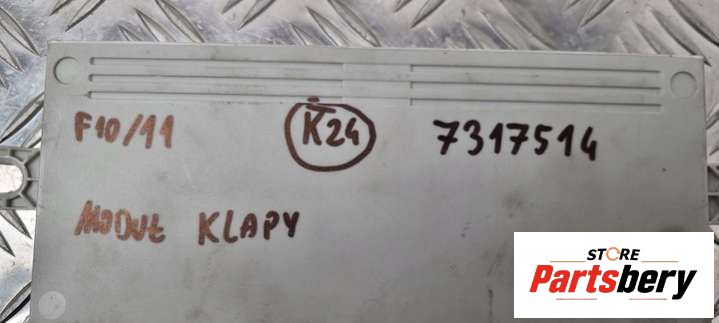 F10/11 K24 7317514
MODUŁ KLAPY
STORE
Partsbery